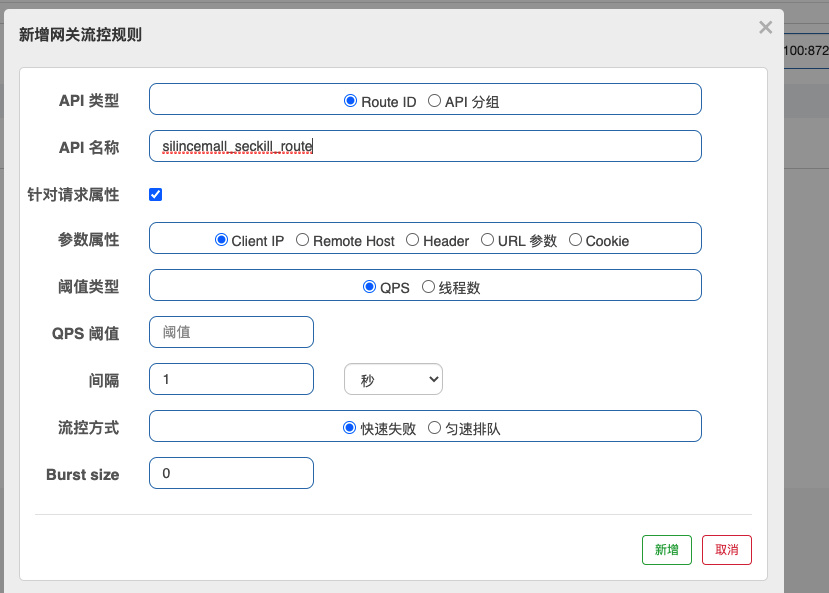 新增网关流控规则 ×
100:872
API 类型 Route ID API 分组
API 名称 silincemall_seckill_route
针对请求属性
参数属性 Client IP Remote Host Header URL 参数 Cookie
阈值类型 QPS 线程数
QPS 阈值 阈值
间隔 1 秒
流控方式 快速失败 匀速排队
Burst size 0
新增 取消